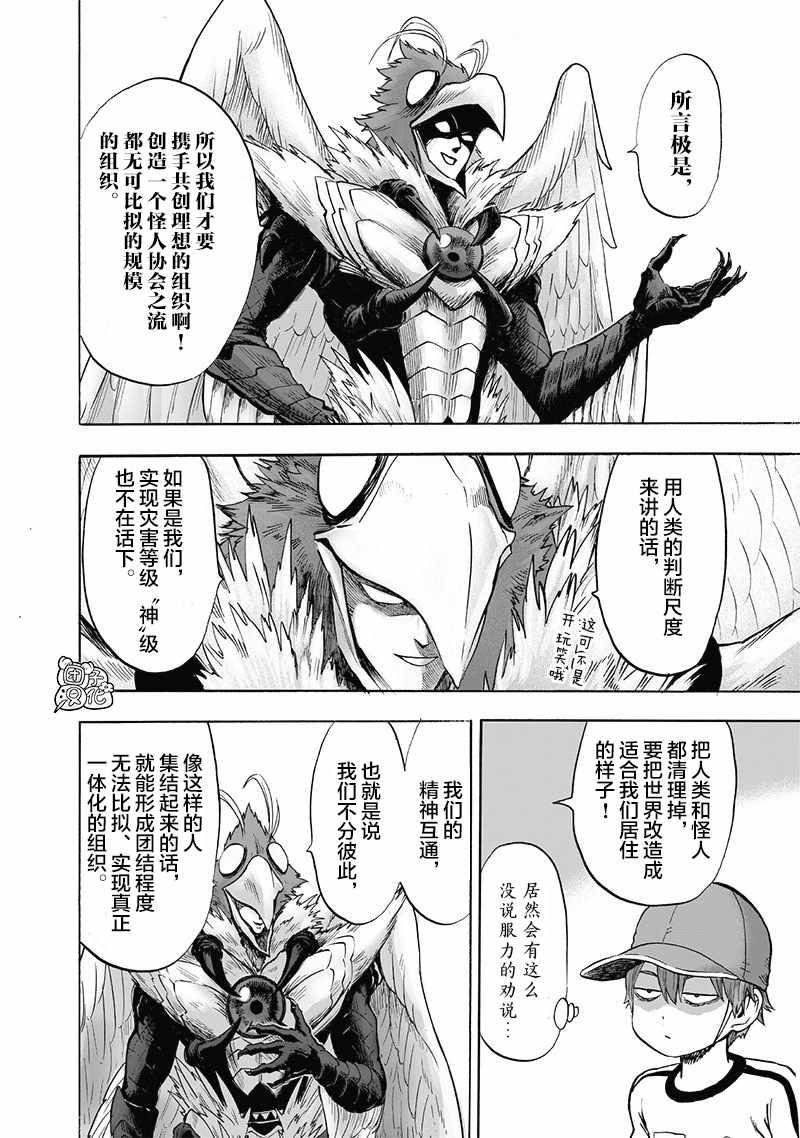 所言极是，
所以我们才要
携手共创理想的组织啊！
创造一个怪人协会之流
都无可比拟的规模
的组织。
用人类的判断尺度
来讲的话，
这可不是
开玩笑哦
如果是我们，
实现灾害等级“神”级
也不在话下。
团子
汉化
把人类和怪人
都清理掉，
要把世界改造成
适合我们居住
的样子！
居然会有这么
没说服力的劝说…
我们的
精神互通，
也就是说
我们不分彼此，
像这样的人
集结起来的话，
就能形成团结程度
无法比拟、实现真正
一体化的组织。